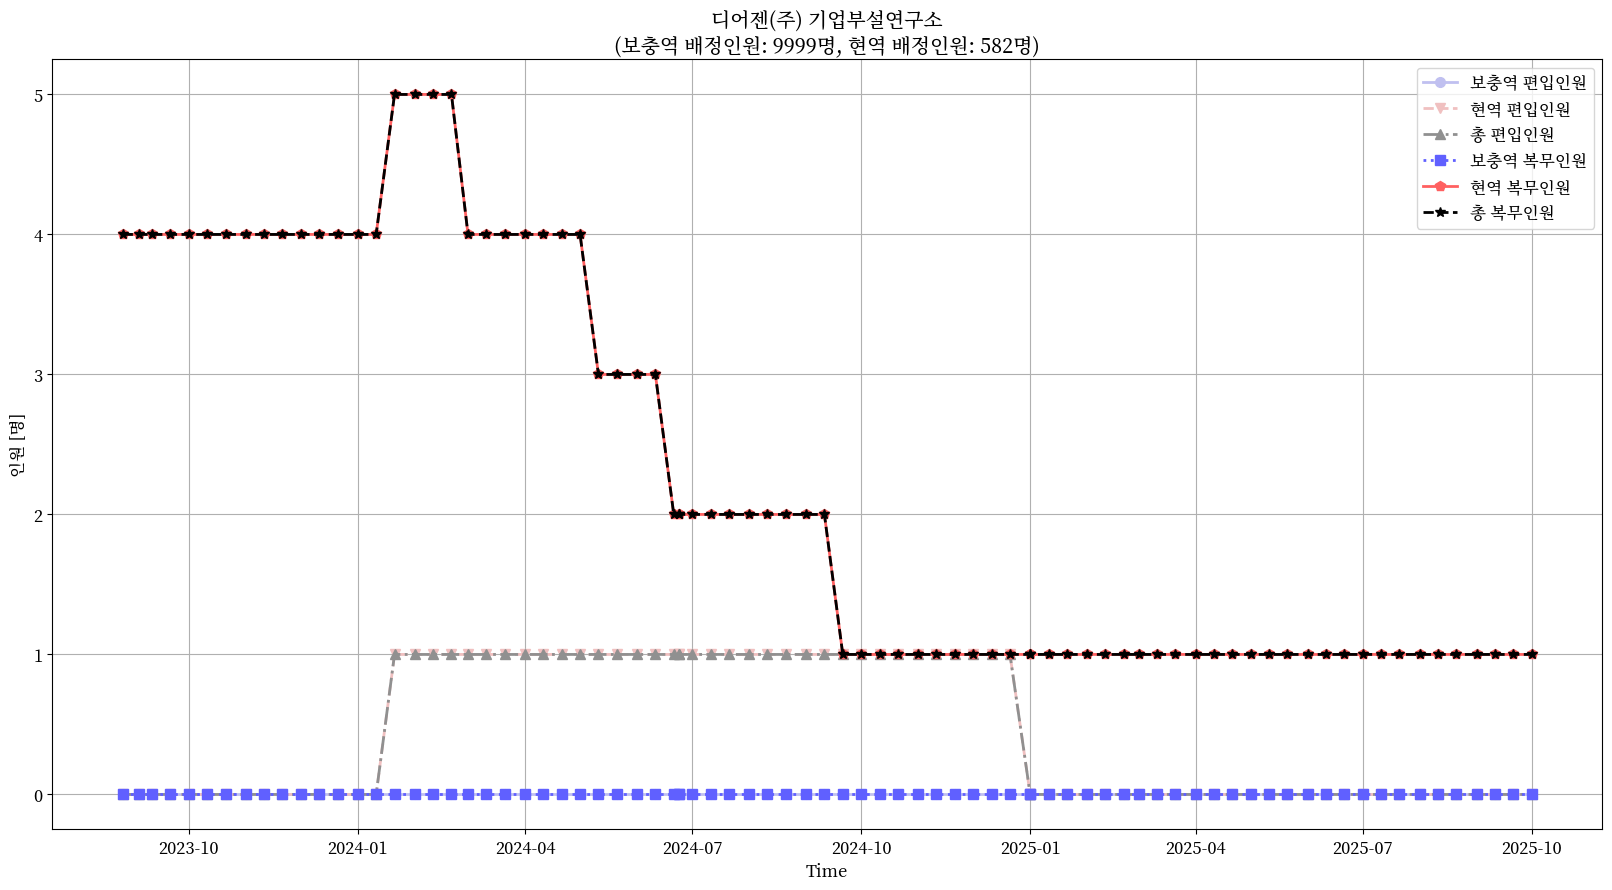 디어젠(주) 기업부설연구소
(보충역 배정인원: 9999명, 현역 배정인원: 582명)
보충역 편입인원
현역 편입인원
총 편입인원
보충역 복무인원
현역 복무인원
총 복무인원
인원 [명]
5
4
3
2
1
0
2023-10
2024-01
2024-04
2024-07
2024-10
2025-01
2025-04
2025-07
2025-10
Time